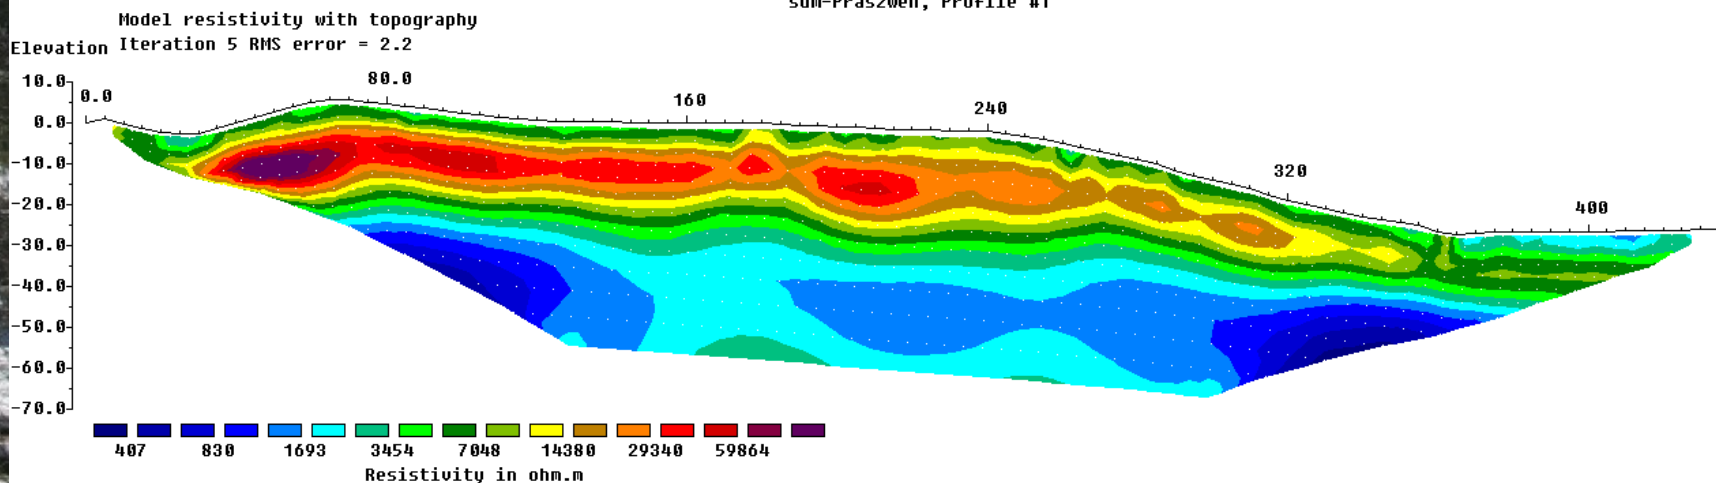 Profile #1
Model resistivity with topography
Elevation Iteration 5 RMS error = 2.2
10.0
0.0
-10.0
-20.0
-30.0
-40.0
-50.0
-60.0
-70.0
0.0 80.0 160 240 320 400
407 830 1693 3454 7048 14380 29340 59864
Resistivity in ohm.m